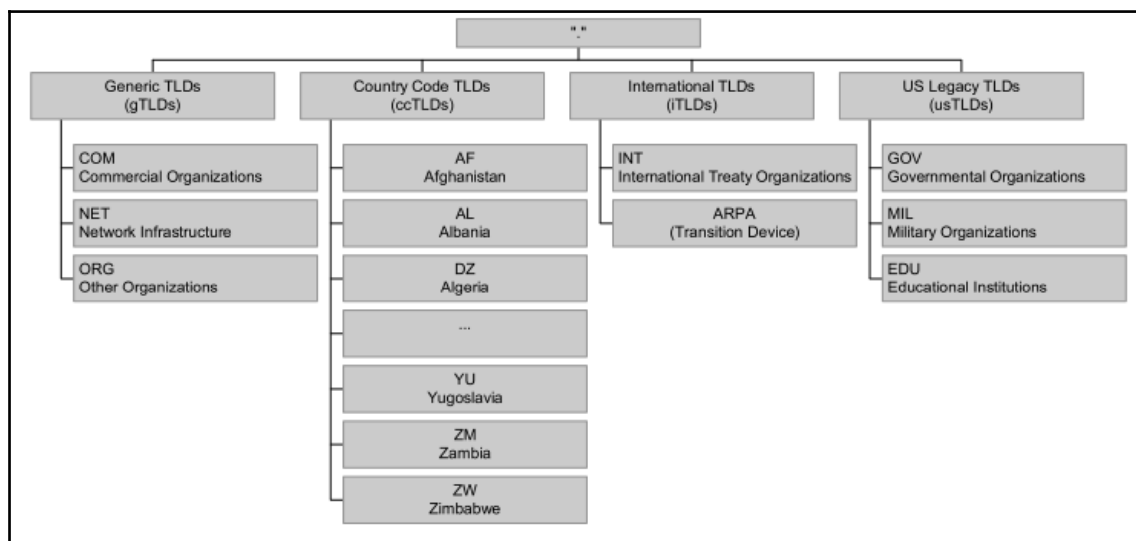 "."
Generic TLDs
(gTLDs)
COM
Commercial Organizations
NET
Network Infrastructure
ORG
Other Organizations
Country Code TLDs
(ccTLDs)
AF
Afghanistan
AL
Albania
DZ
Algeria
...
YU
Yugoslavia
ZM
Zambia
ZW
Zimbabwe
International TLDs
(iTLDs)
INT
International Treaty Organizations
ARPA
(Transition Device)
US Legacy TLDs
(usTLDs)
GOV
Governmental Organizations
MIL
Military Organizations
EDU
Educational Institutions